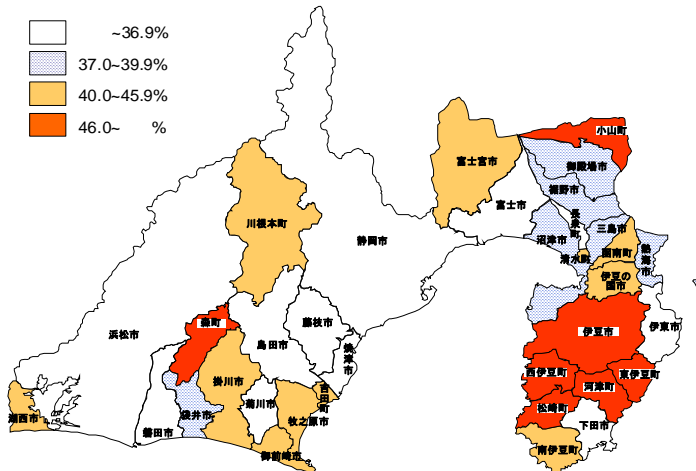 ~36.9%
37.0~39.9%
40.0~45.9%
46.0~ %
小山町
富士宮市
御殿場市
裾野市
富士市
長泉町
川根本町
静岡市
沼津市
三島市
熱海市
清水町
函南町
伊豆の国市
浜松市
森町
藤枝市
島田市
焼津市
伊豆市
伊東市
掛川市
西伊豆町
東伊豆町
河津町
吉田町
菊川市
牧之原市
湖西市
袋井市
松崎町
下田市
磐田市
御前崎市
南伊豆町